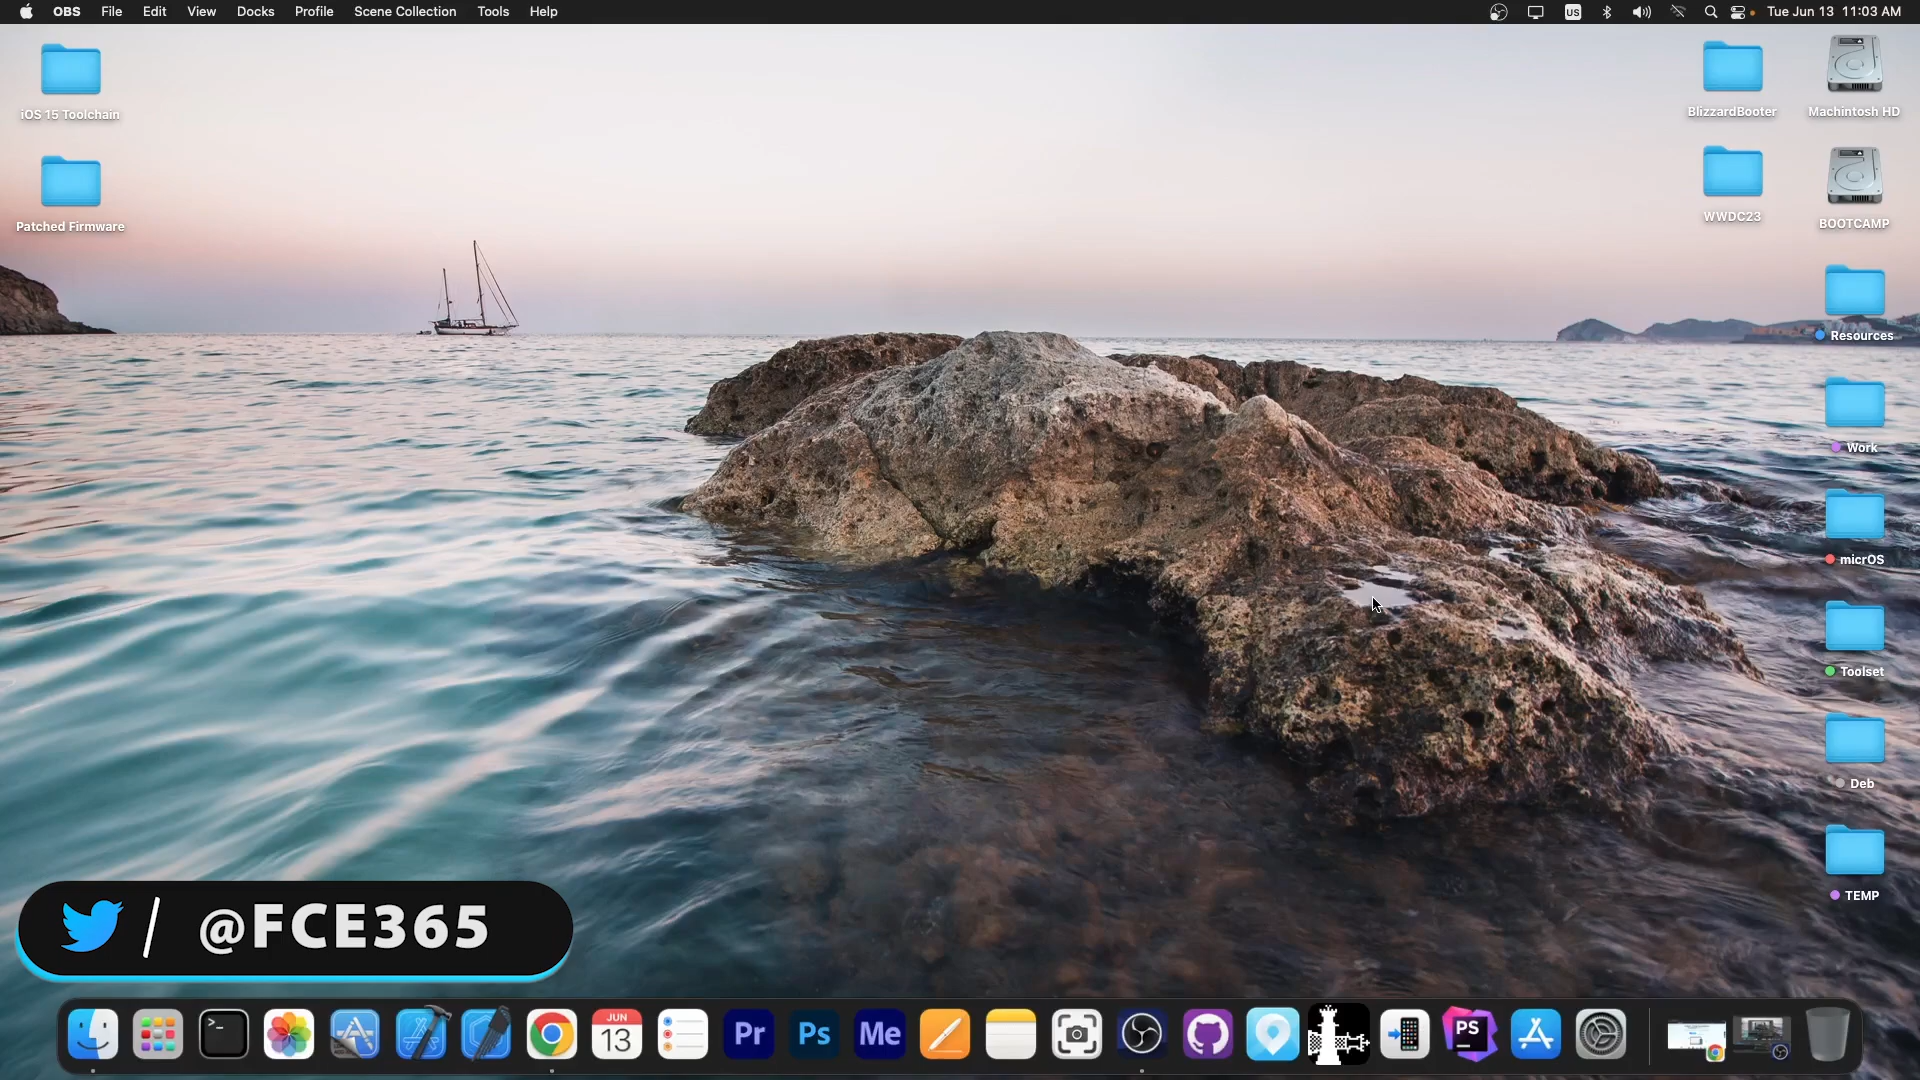 OBS File Edit View Docks Profile Scene Collection Tools Help US Tue Jun 13 11:03 AM
iOS 15 Toolchain
BlizzardBooter
Machintosh HD
Patched Firmware
WWDC23
BOOTCAMP
Resources
Work
micrOS
Toolset
Deb
TEMP
/ @FCE365
>_
JUN
13
Pr
Ps
Me
PS